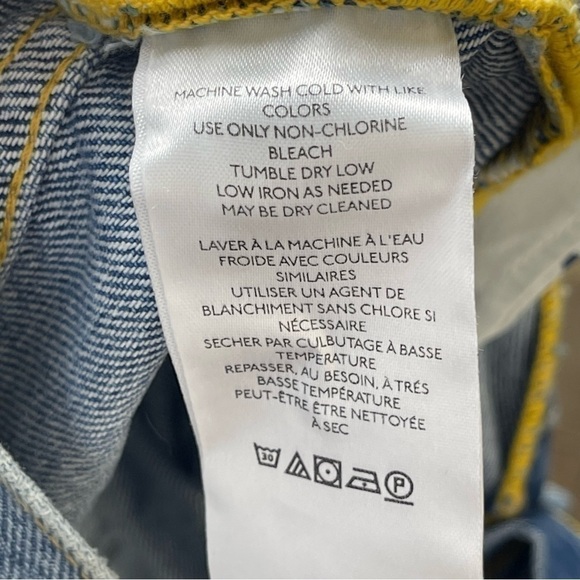 MACHINE WASH COLD WITH LIKE
COLORS
USE ONLY NON-CHLORINE
BLEACH
TUMBLE DRY LOW
LOW IRON AS NEEDED
MAY BE DRY CLEANED
LAVER À LA MACHINE À L'EAU
FROIDE AVEC COULEURS
SIMILAIRES
UTILISER UN AGENT DE
BLANCHIMENT SANS CHLORE SI
NÉCESSAIRE
SECHER PAR CULBUTAGE À BASSE
TEMPÉRATURE
REPASSER, AU BESOIN, À TRÉS
BASSE TEMPÉRATURE
PEUT-ÊTRE ÊTRE NETTOYÉE
À SEC
30 P